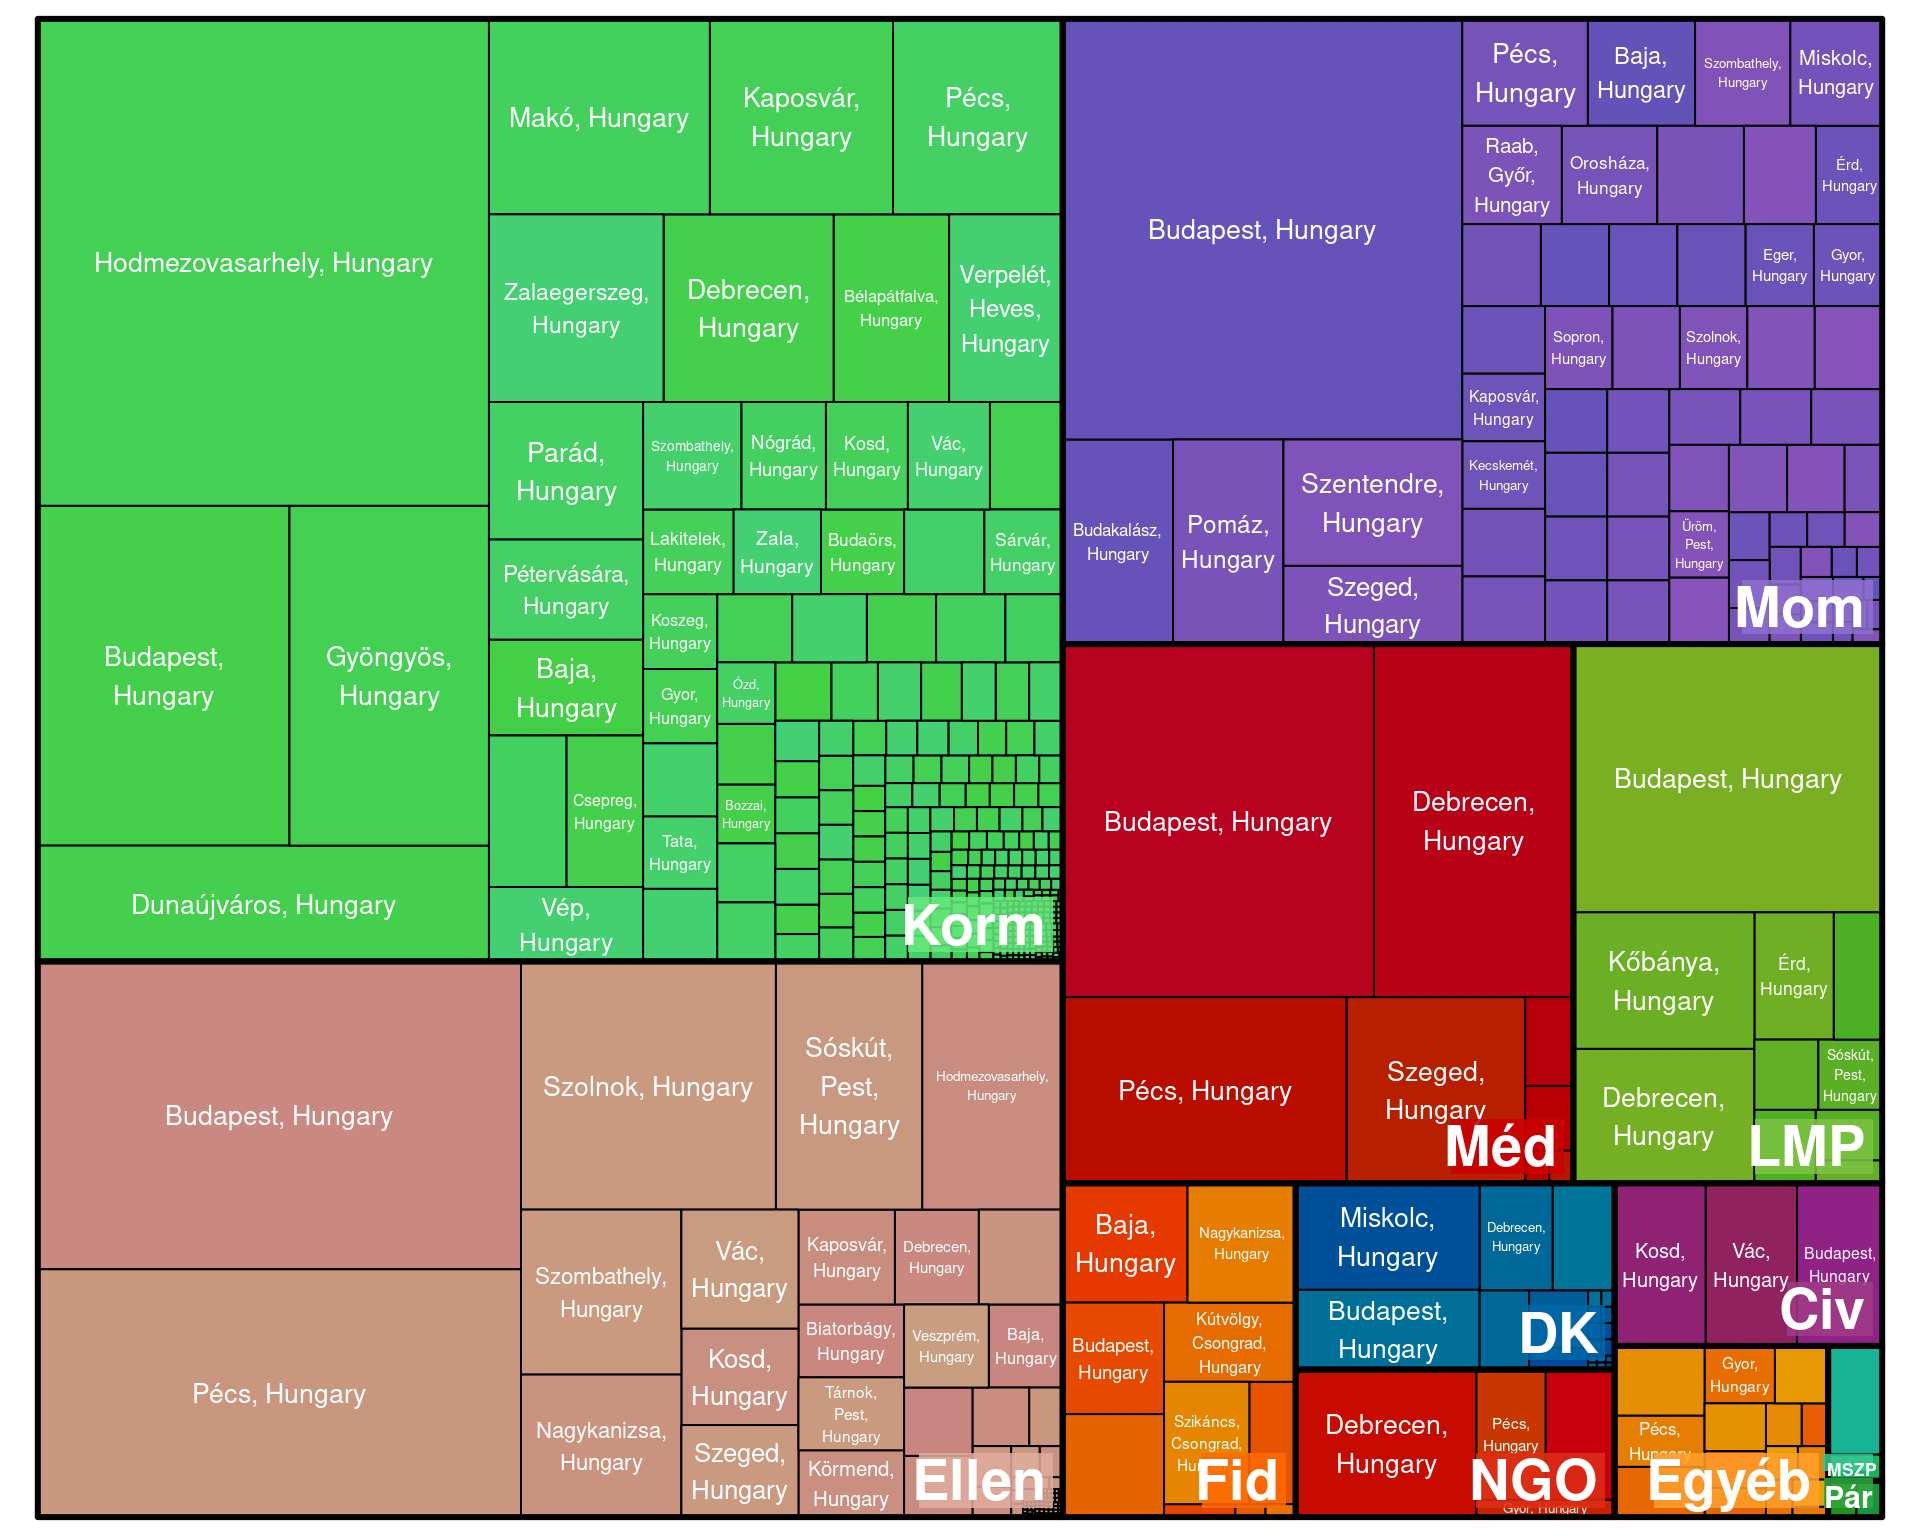 Hodmezovasarhely, Hungary
Budapest,
Hungary
Gyöngyös,
Hungary
Dunaújváros, Hungary
Makó, Hungary
Kaposvár,
Hungary
Pécs,
Hungary
Zalaegerszeg,
Hungary
Debrecen,
Hungary
Bélapátfalva,
Hungary
Verpelét,
Heves,
Hungary
Parád,
Hungary
Pétervására,
Hungary
Baja,
Hungary
Csepreg,
Hungary
Vép,
Hungary
Szombathely,
Hungary
Nógrád,
Hungary
Kosd,
Hungary
Vác,
Hungary
Lakitelek,
Hungary
Zala,
Hungary
Budaörs,
Hungary
Sárvár,
Hungary
Koszeg,
Hungary
Gyor,
Hungary
Tata,
Hungary
Ózd,
Hungary
Bozzai,
Hungary
Korm
Budapest, Hungary
Pécs, Hungary
Szolnok, Hungary
Sóskút,
Pest,
Hungary
Hodmezovasarhely,
Hungary
Szombathely,
Hungary
Nagykanizsa,
Hungary
Vác,
Hungary
Kosd,
Hungary
Szeged,
Hungary
Kaposvár,
Hungary
Debrecen,
Hungary
Biatorbágy,
Hungary
Veszprém,
Hungary
Baja,
Hungary
Tárnok,
Pest,
Hungary
Körmend,
Hungary
Ellen
Budapest, Hungary
Budakalász,
Hungary
Pomáz,
Hungary
Szentendre,
Hungary
Szeged,
Hungary
Pécs,
Hungary
Baja,
Hungary
Szombathely,
Hungary
Miskolc,
Hungary
Raab,
Győr,
Hungary
Orosháza,
Hungary
Érd,
Hungary
Eger,
Hungary
Gyor,
Hungary
Sopron,
Hungary
Szolnok,
Hungary
Kaposvár,
Hungary
Kecskemét,
Hungary
Üröm,
Pest,
Hungary
Mom
Budapest, Hungary
Debrecen,
Hungary
Pécs, Hungary
Szeged,
Hungary
Méd
Budapest, Hungary
Kőbánya,
Hungary
Debrecen,
Hungary
Érd,
Hungary
Sóskút,
Pest,
Hungary
LMP
Baja,
Hungary
Nagykanizsa,
Hungary
Budapest,
Hungary
Kútvölgy,
Csongrad,
Hungary
Szikáncs,
Csongrad,
Hungary
Fid
Miskolc,
Hungary
Debrecen,
Hungary
Budapest,
Hungary
DK
Debrecen,
Hungary
Pécs,
Hungary
Gyor, Hungary
NGO
Kosd,
Hungary
Vác,
Hungary
Budapest,
Hungary
Civ
Gyor,
Hungary
Pécs,
Hungary
Egyéb
MSZP
Pár